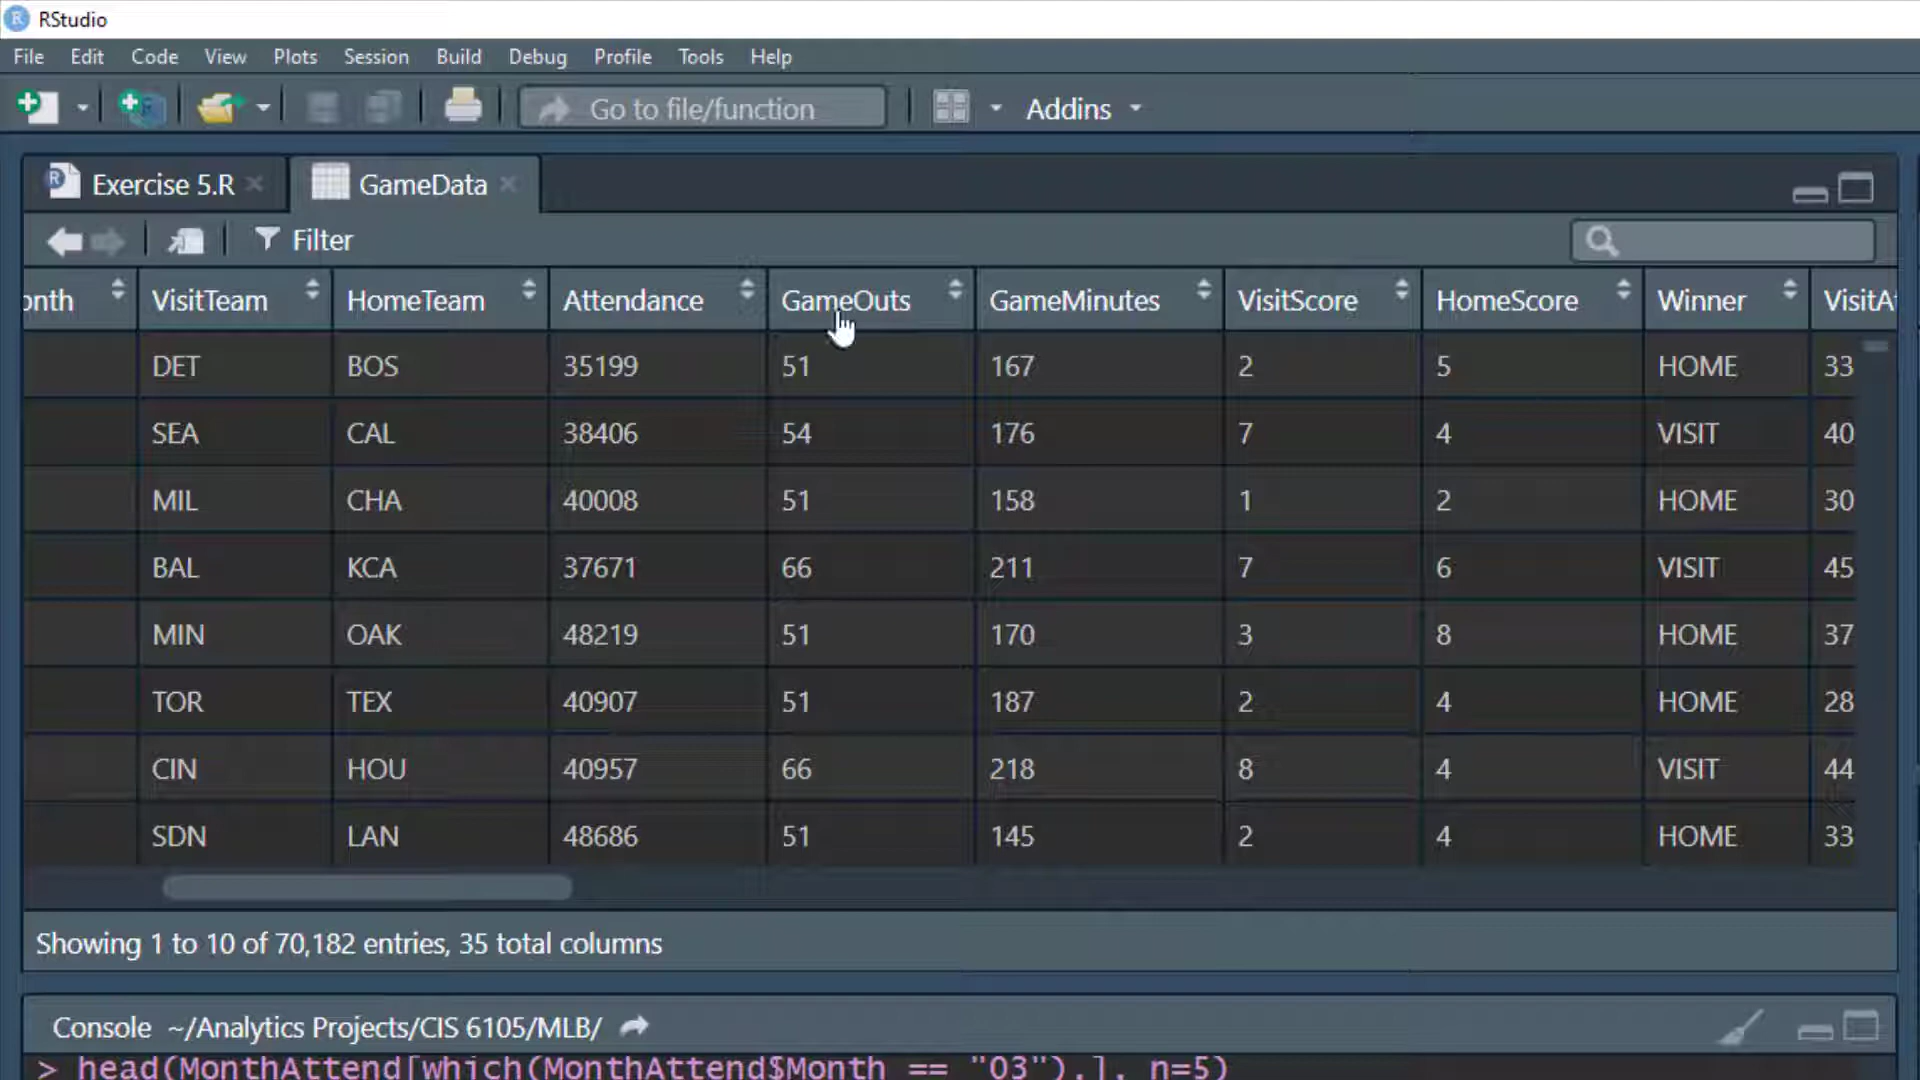 RStudio
File Edit Code View Plots Session Build Debug Profile Tools Help
Go to file/function Addins
Exercise 5.R GameData
Filter
onth VisitTeam HomeTeam Attendance GameOuts GameMinutes VisitScore HomeScore Winner VisitA
DET BOS 35199 51 167 2 5 HOME 33
SEA CAL 38406 54 176 7 4 VISIT 40
MIL CHA 40008 51 158 1 2 HOME 30
BAL KCA 37671 66 211 7 6 VISIT 45
MIN OAK 48219 51 170 3 8 HOME 37
TOR TEX 40907 51 187 2 4 HOME 28
CIN HOU 40957 66 218 8 4 VISIT 44
SDN LAN 48686 51 145 2 4 HOME 33
Showing 1 to 10 of 70,182 entries, 35 total columns
Console ~/Analytics Projects/CIS 6105/MLB/
> head(MonthAttend[which(MonthAttend$Month == "03"),], n=5)